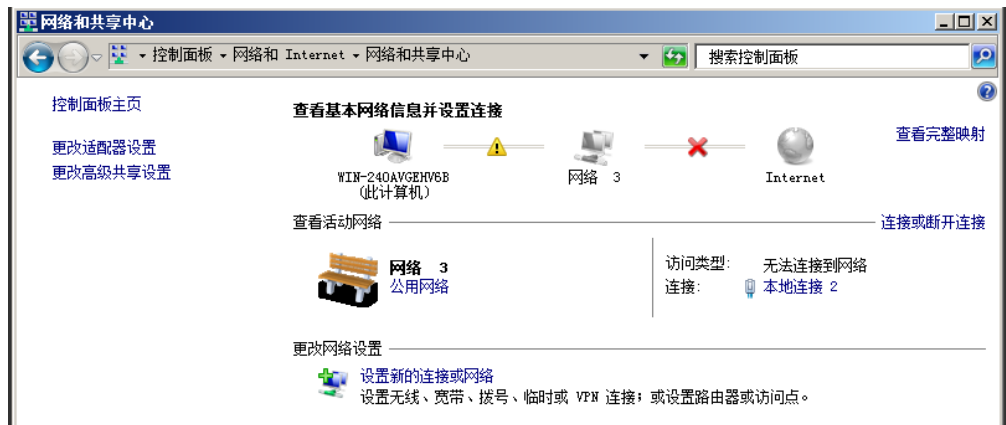 网络和共享中心
控制面板 网络和 Internet 网络和共享中心 搜索控制面板
控制面板主页
更改适配器设置
更改高级共享设置
查看基本网络信息并设置连接
查看完整映射
WIN-240AVGEHV6B
(此计算机)
网络 3
Internet
查看活动网络
连接或断开连接
网络 3
公用网络
访问类型: 无法连接到网络
连接: 本地连接 2
更改网络设置
设置新的连接或网络
设置无线、宽带、拨号、临时或 VPN 连接；或设置路由器或访问点。